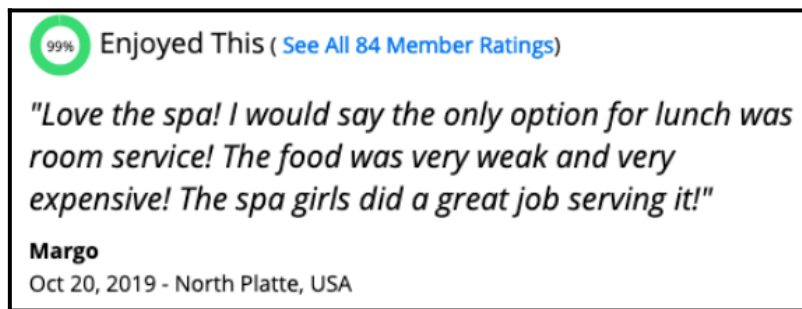 99% Enjoyed This ( See All 84 Member Ratings)
"Love the spa! I would say the only option for lunch was
room service! The food was very weak and very
expensive! The spa girls did a great job serving it!"
Margo
Oct 20, 2019 - North Platte, USA